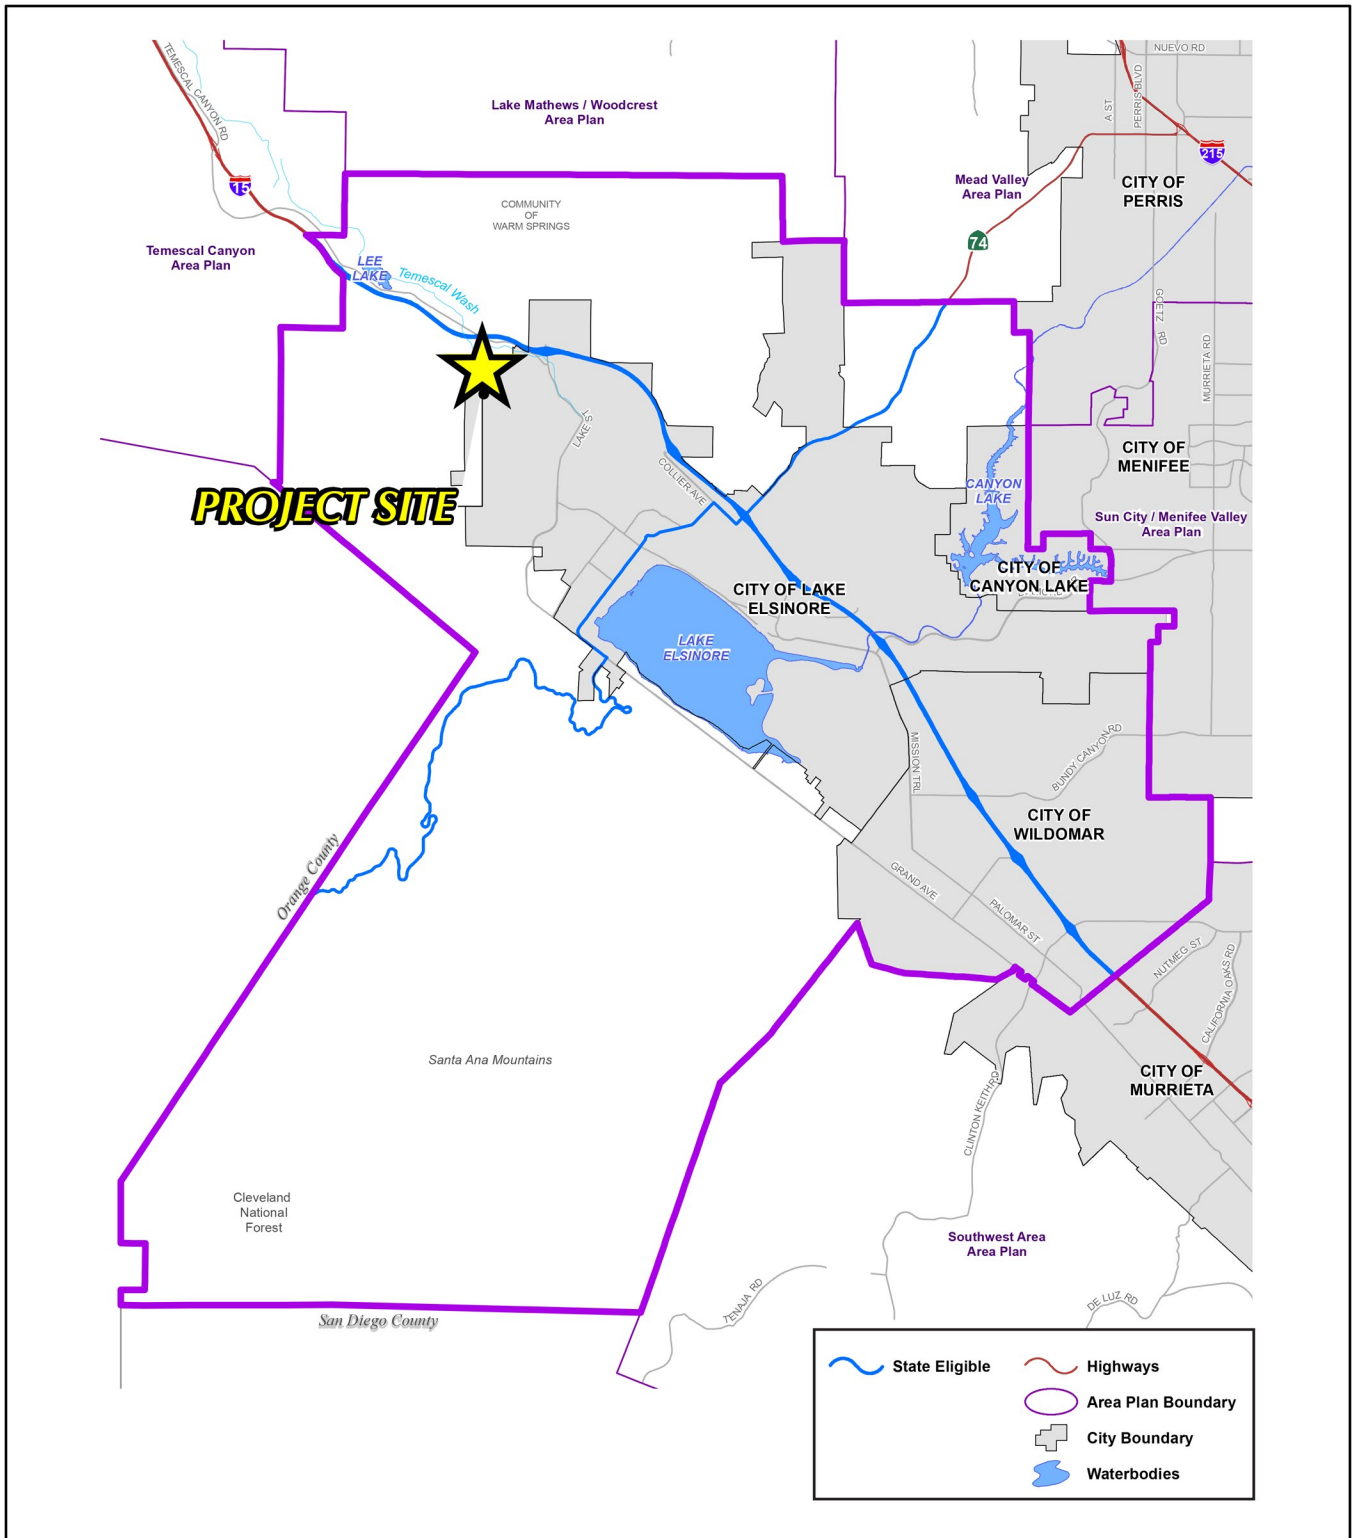 NUEVO RD
TEMESCAL CANYON RD
Lake Mathews / Woodcrest
Area Plan
A ST
PERRIS BLVD
215
15
Mead Valley
Area Plan
CITY OF
PERRIS
COMMUNITY
OF
WARM SPRINGS
74
Temescal Canyon
Area Plan
LEE
LAKE
Temescal Wash
GOETZ RD
MURRIETA RD
LAKE ST
COLLIER AVE
CITY OF
MENIFEE
CANYON
LAKE
PROJECT SITE
Sun City / Menifee Valley
Area Plan
CITY OF
CANYON LAKE
CITY OF LAKE
ELSINORE
LAKE
ELSINORE
MISSION TRL
BUNDY CANYON RD
CITY OF
WILDOMAR
Orange County
GRAND AVE
PALOMAR ST
NUTMEG ST
CALIFORNIA OAKS RD
Santa Ana Mountains
CITY OF
MURRIETA
CLINTON KEITH RD
Cleveland
National
Forest
Southwest Area
Area Plan
TENAJA RD
DE LUZ RD
San Diego County
State Eligible
Highways
Area Plan Boundary
City Boundary
Waterbodies